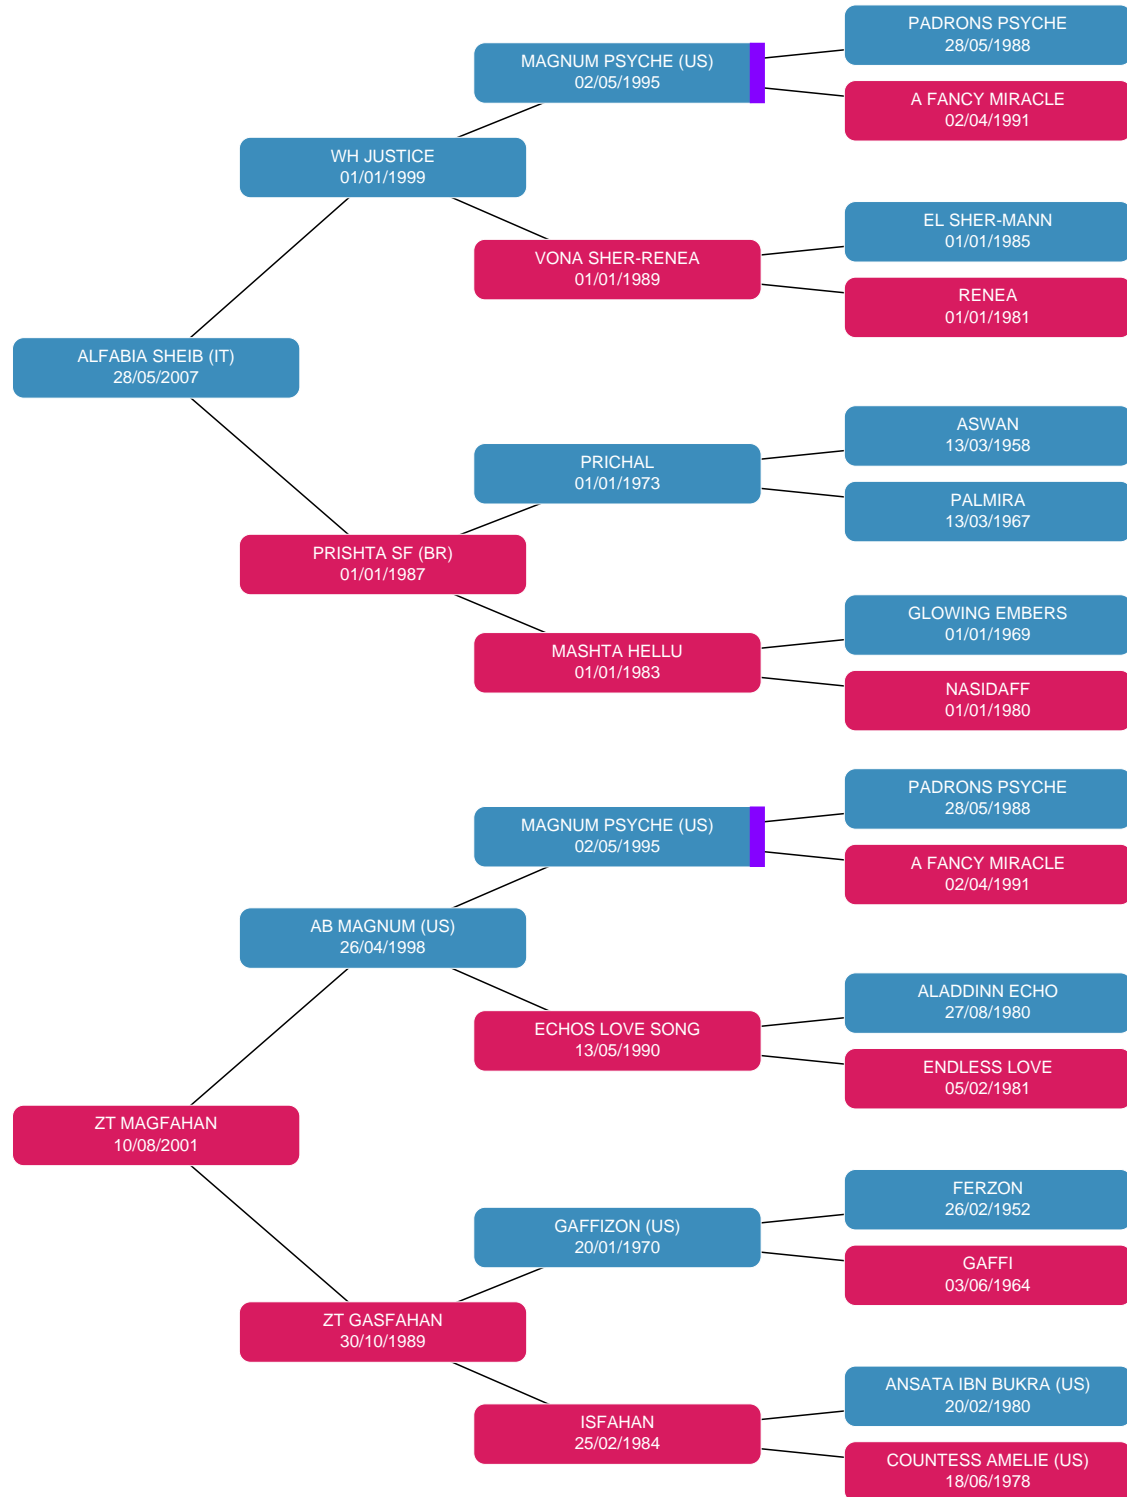 PADRONS PSYCHE
28/05/1988
MAGNUM PSYCHE (US)
02/05/1995
A FANCY MIRACLE
02/04/1991
WH JUSTICE
01/01/1999
EL SHER-MANN
01/01/1985
VONA SHER-RENEA
01/01/1989
RENEA
01/01/1981
ALFABIA SHEIB (IT)
28/05/2007
ASWAN
13/03/1958
PRICHAL
01/01/1973
PALMIRA
13/03/1967
PRISHTA SF (BR)
01/01/1987
GLOWING EMBERS
01/01/1969
MASHTA HELLU
01/01/1983
NASIDAFF
01/01/1980
PADRONS PSYCHE
28/05/1988
MAGNUM PSYCHE (US)
02/05/1995
A FANCY MIRACLE
02/04/1991
AB MAGNUM (US)
26/04/1998
ALADDINN ECHO
27/08/1980
ECHOS LOVE SONG
13/05/1990
ENDLESS LOVE
05/02/1981
ZT MAGFAHAN
10/08/2001
FERZON
26/02/1952
GAFFIZON (US)
20/01/1970
GAFFI
03/06/1964
ZT GASFAHAN
30/10/1989
ANSATA IBN BUKRA (US)
20/02/1980
ISFAHAN
25/02/1984
COUNTESS AMELIE (US)
18/06/1978